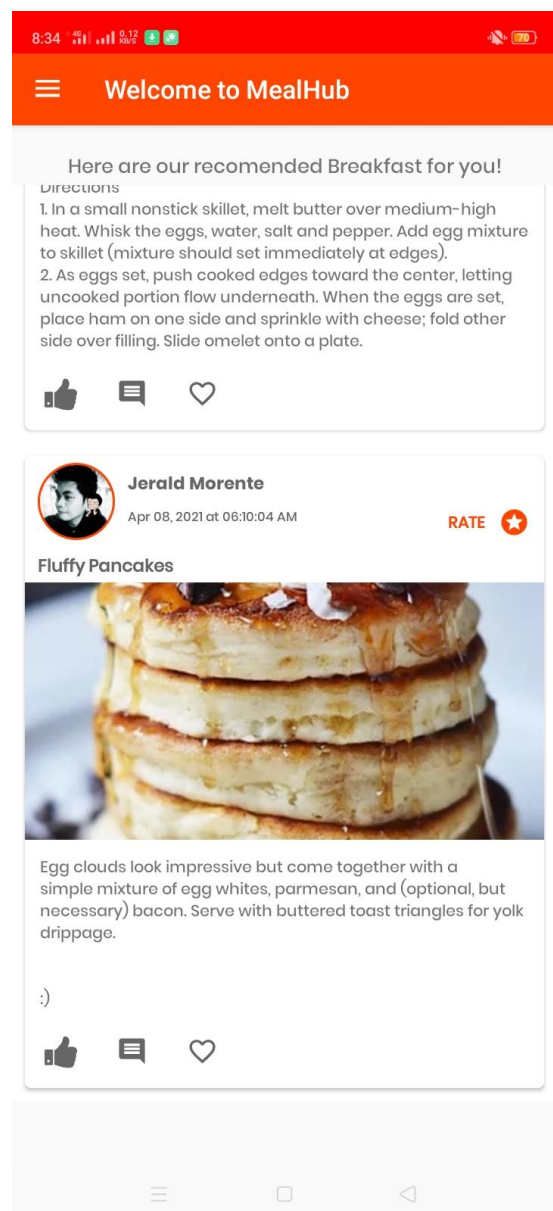 8:34 4G 0.12 KB/S 70
Welcome to MealHub
Here are our recomended Breakfast for you!
Directions
1. In a small nonstick skillet, melt butter over medium-high
heat. Whisk the eggs, water, salt and pepper. Add egg mixture
to skillet (mixture should set immediately at edges).
2. As eggs set, push cooked edges toward the center, letting
uncooked portion flow underneath. When the eggs are set,
place ham on one side and sprinkle with cheese; fold other
side over filling. Slide omelet onto a plate.
Jerald Morente
Apr 08, 2021 at 06:10:04 AM
RATE
Fluffy Pancakes
Egg clouds look impressive but come together with a
simple mixture of egg whites, parmesan, and (optional, but
necessary) bacon. Serve with buttered toast triangles for yolk
drippage.
:)